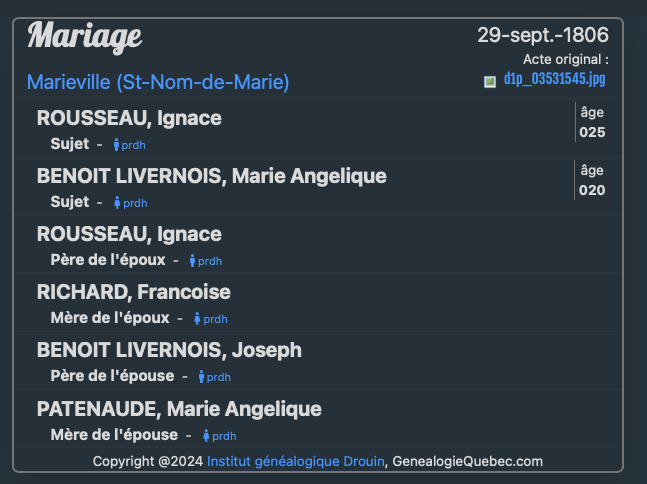 Mariage
29-sept.-1806
Acte original :
Marieville (St-Nom-de-Marie)
d1p_03531545.jpg
ROUSSEAU, Ignace
âge
025
Sujet - prdh
BENOIT LIVERNOIS, Marie Angelique
âge
020
Sujet - prdh
ROUSSEAU, Ignace
Père de l'époux - prdh
RICHARD, Francoise
Mère de l'époux - prdh
BENOIT LIVERNOIS, Joseph
Père de l'épouse - prdh
PATENAUDE, Marie Angelique
Mère de l'épouse - prdh
Copyright @2024 Institut généalogique Drouin, GenealogieQuebec.com